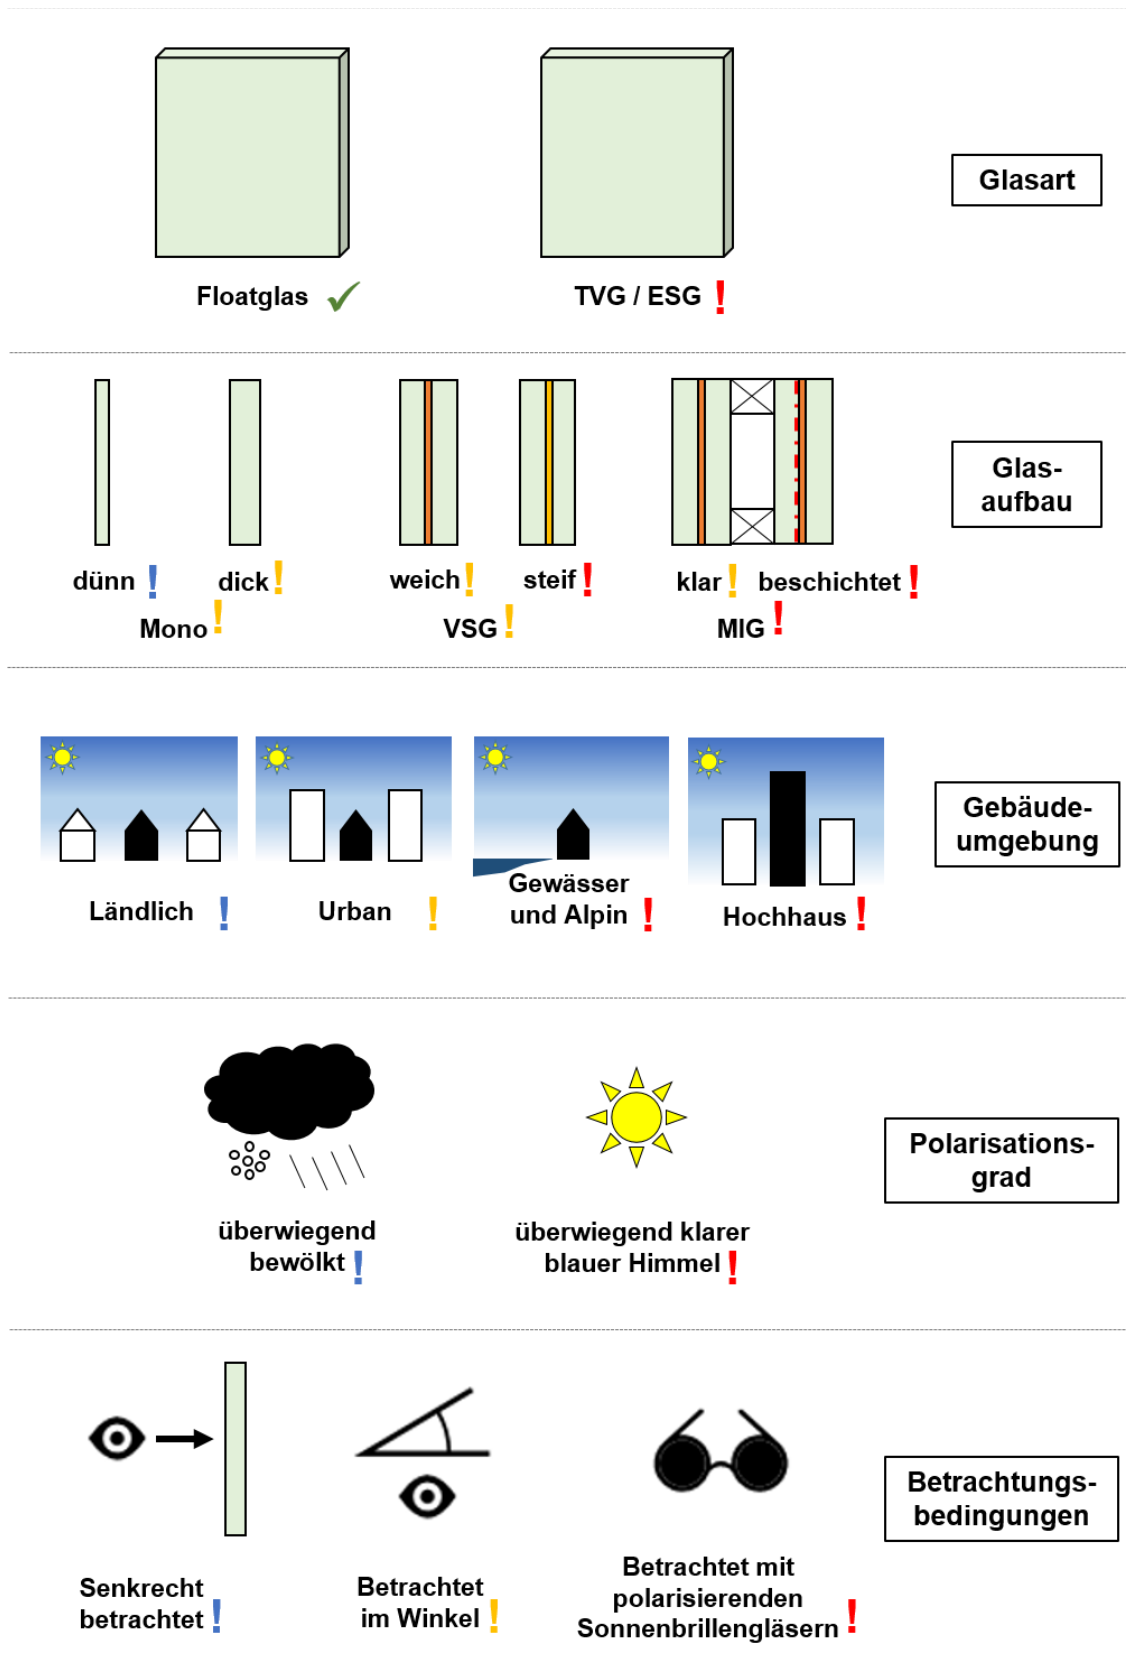 Floatglas
TVG / ESG !
Glasart
dünn !
dick !
Mono !
weich !
steif !
VSG !
klar !
beschichtet !
MIG !
Glas-
aufbau
Ländlich !
Urban !
Gewässer
und Alpin !
Hochhaus !
Gebäude-
umgebung
überwiegend
bewölkt !
überwiegend klarer
blauer Himmel !
Polarisations-
grad
Senkrecht
betrachtet !
Betrachtet
im Winkel !
Betrachtet mit
polarisierenden
Sonnenbrillengläsern !
Betrachtungs-
bedingungen